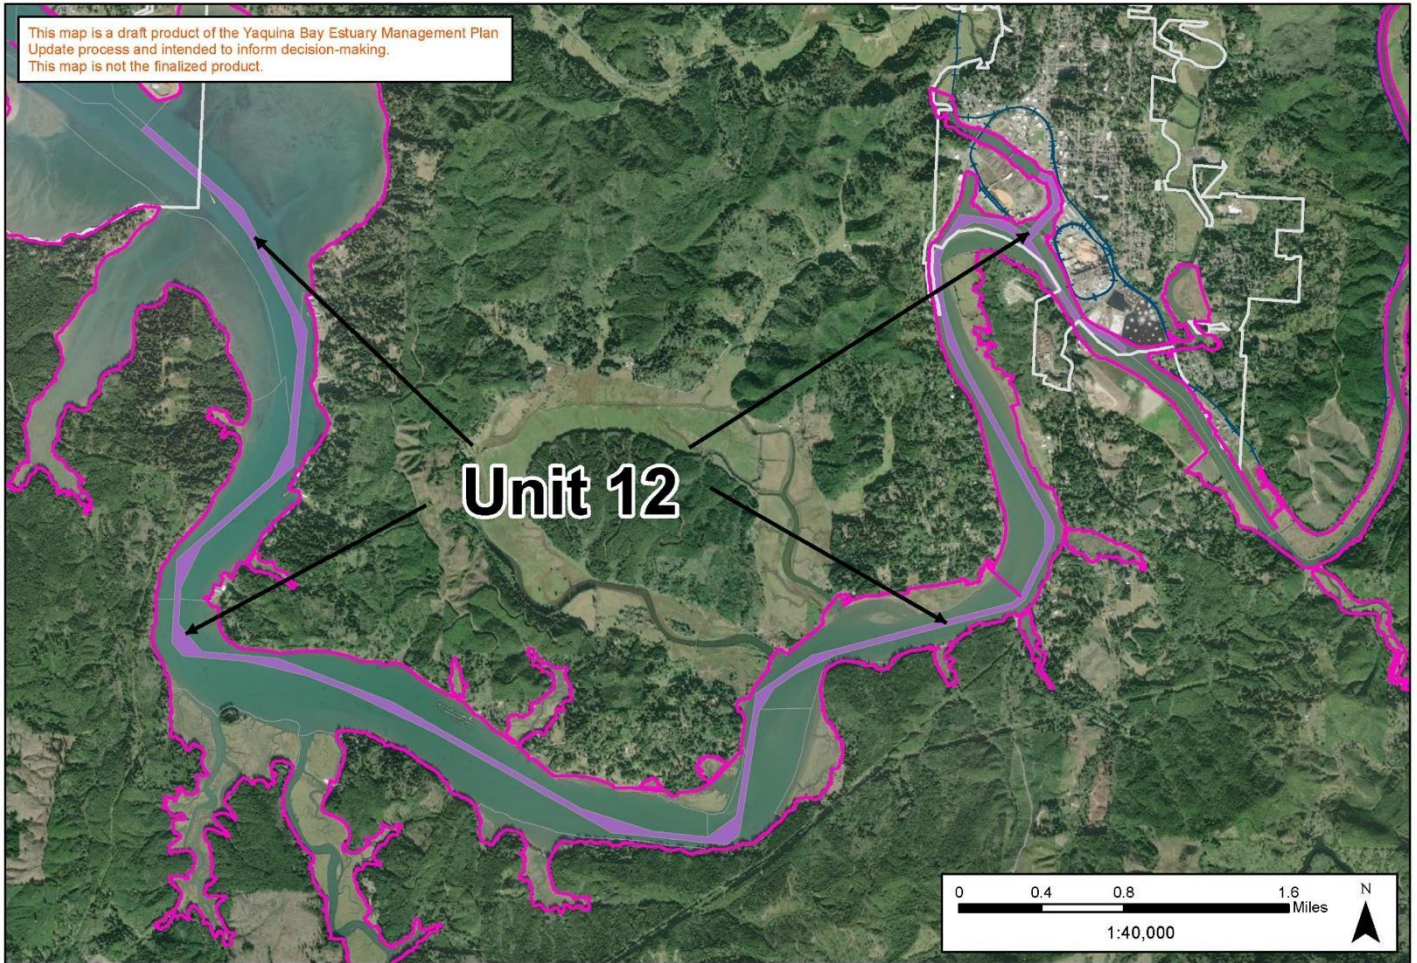 This map is a draft product of the Yaquina Bay Estuary Management Plan
Update process and intended to inform decision-making.
This map is not the finalized product.
Unit 12
0 0.4 0.8 1.6
Miles
N
1:40,000